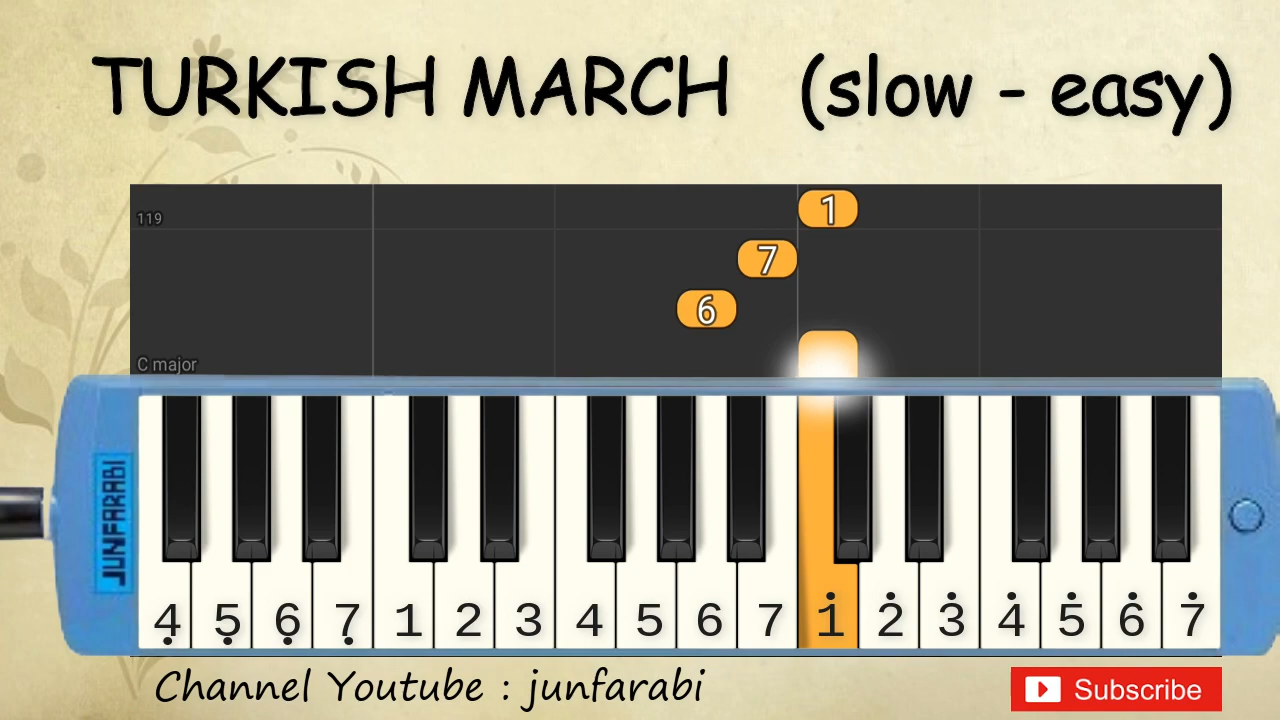 TURKISH MARCH (slow - easy)
1
119
7
6
C major
JUNFARABI
4̣ 5̣ 6̣ 7̣ 1 2 3 4 5 6 7 1̇ 2̇ 3̇ 4̇ 5̇ 6̇ 7̇
Channel Youtube : junfarabi
Subscribe